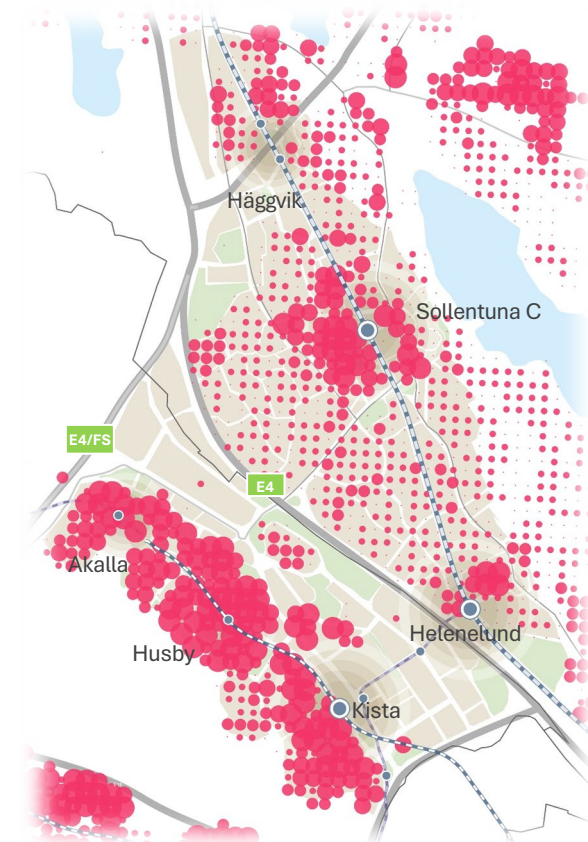 Häggvik
Sollentuna C
E4/FS
E4
Akalla
Helenelund
Husby
Kista